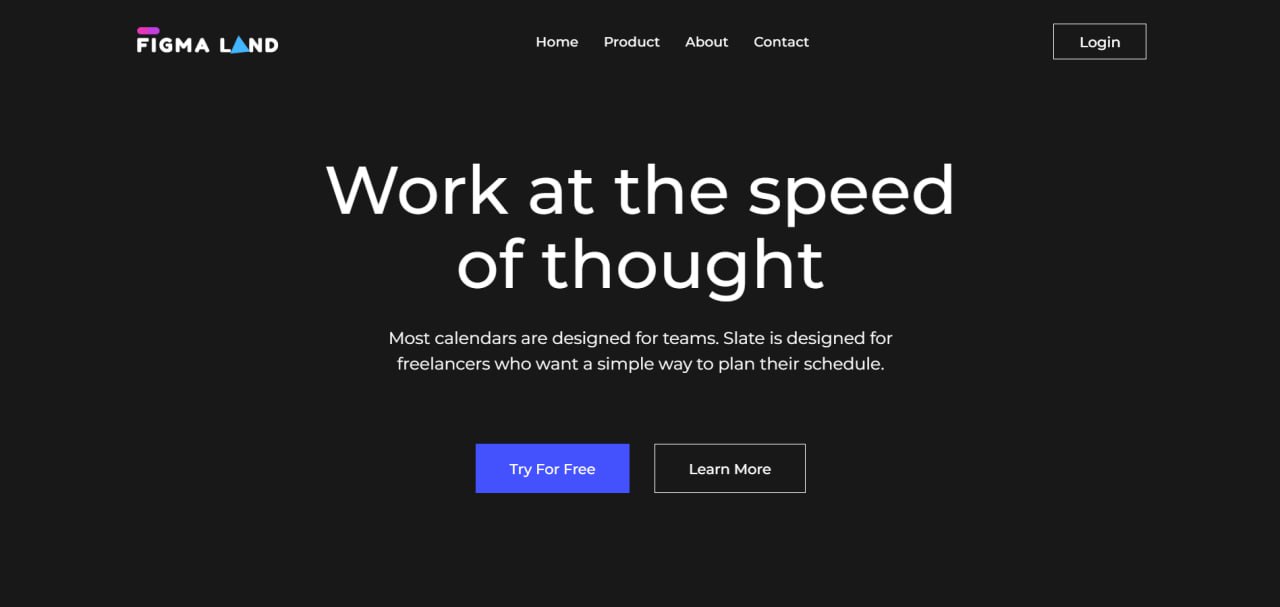 FIGMA LAND
Home Product About Contact
Login
Work at the speed
of thought
Most calendars are designed for teams. Slate is designed for
freelancers who want a simple way to plan their schedule.
Try For Free
Learn More